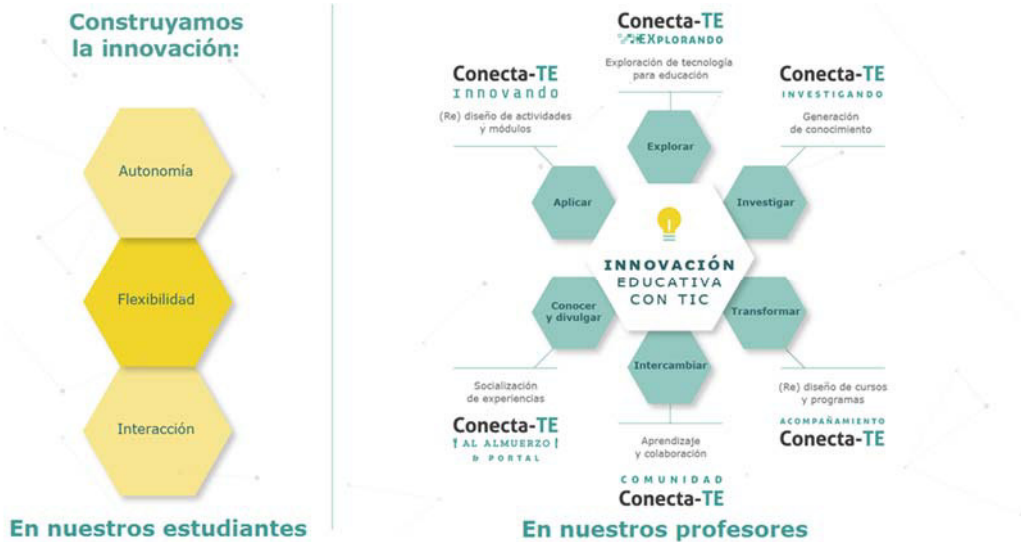 Construyamos
la innovación:
Autonomía
Flexibilidad
Interacción
En nuestros estudiantes
Conecta-TE
EXPLORANDO
Exploración de tecnología
para educación
Explorar
Conecta-TE
INVESTIGANDO
Generación
de conocimiento
Investigar
Transformar
(Re) diseño de cursos
y programas
ACOMPAÑAMIENTO
Conecta-TE
Intercambiar
Aprendizaje
y colaboración
COMUNIDAD
Conecta-TE
Conocer
y divulgar
Socialización
de experiencias
Conecta-TE
AL ALMUERZO
& PORTAL
Conecta-TE
Innovando
(Re) diseño de actividades
y módulos
Aplicar
INNOVACIÓN
EDUCATIVA
CON TIC
En nuestros profesores